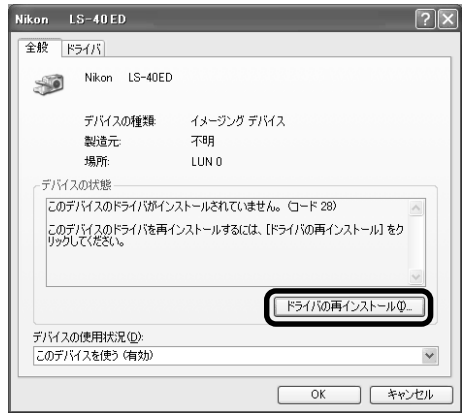 Nikon LS-40ED
全般 ドライバ
Nikon LS-40ED
デバイスの種類: イメージング デバイス
製造元: 不明
場所: LUN 0
デバイスの状態
このデバイスのドライバがインストールされていません。(コード 28)
このデバイスのドライバを再インストールするには、[ドライバの再インストール] をク
リックしてください。
ドライバの再インストール(I)...
デバイスの使用状況(D):
このデバイスを使う (有効)
OK キャンセル